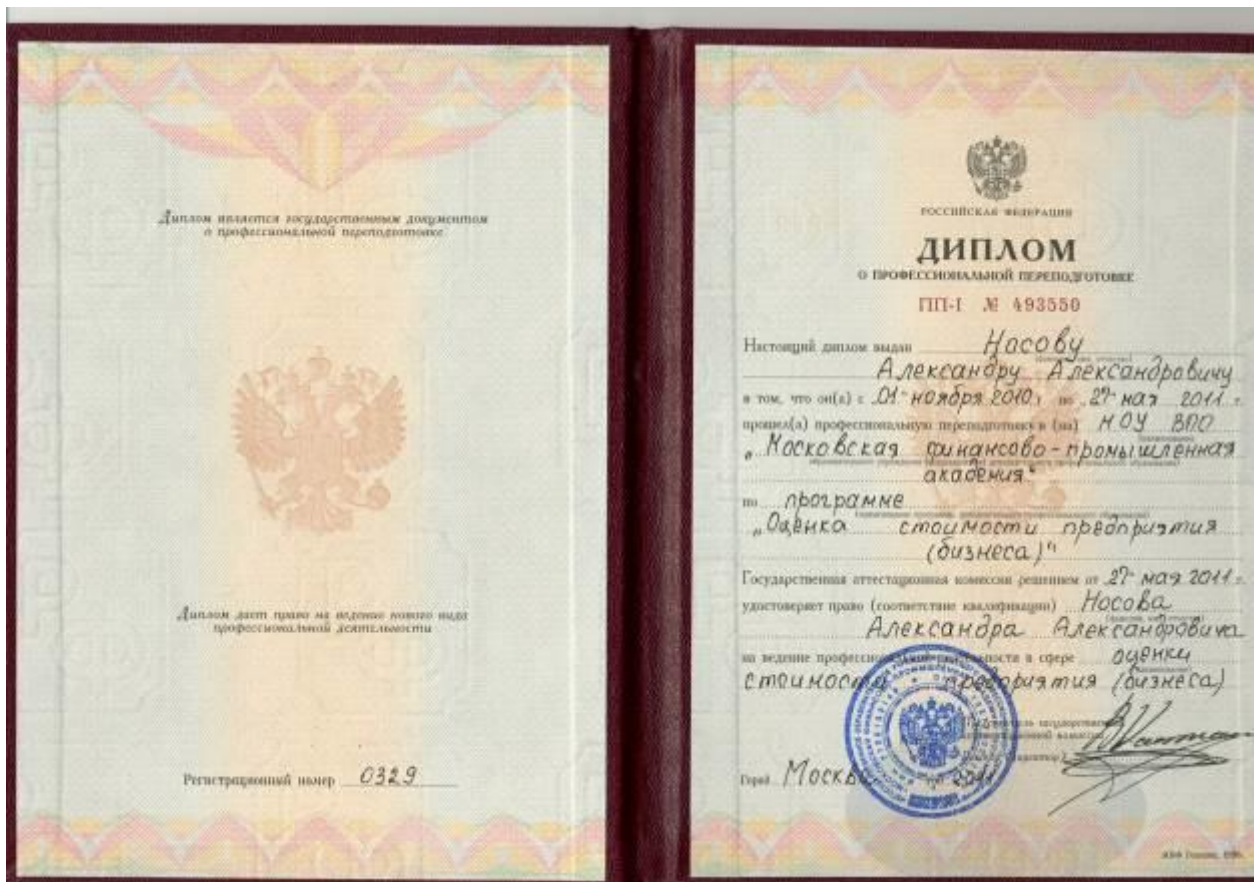 Диплом является государственным документом
о профессиональной переподготовке
Диплом дает право на ведение нового вида
профессиональной деятельности
Регистрационный номер 0329
РОССИЙСКАЯ ФЕДЕРАЦИЯ
ДИПЛОМ
О ПРОФЕССИОНАЛЬНОЙ ПЕРЕПОДГОТОВКЕ
ПП-I № 493550
Настоящий диплом выдан Носову
Александру Александровичу
в том, что он(а) с „01“ ноября 2010 г. по „27“ мая 2011 г.
прошел(а) профессиональную переподготовку в (на) НОУ ВПО
„Московская финансово-промышленная
академия“
по программе
„Оценка стоимости предприятия
(бизнеса)“
Государственная аттестационная комиссия решением от „27“ мая 2011 г.
удостоверяет право (соответствие квалификации) Носова
Александра Александровича
на ведение профессиональной деятельности в сфере оценки
стоимости предприятия (бизнеса)
Город Москва 2011